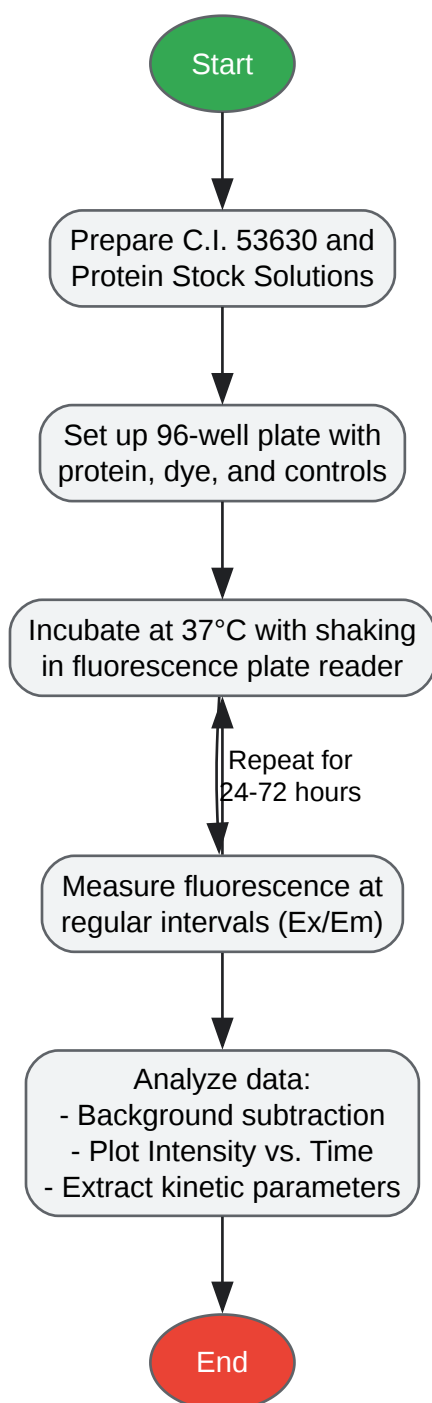 Start
Prepare C.I. 53630 and
Protein Stock Solutions
Set up 96-well plate with
protein, dye, and controls
Incubate at 37°C with shaking
in fluorescence plate reader
Repeat for
24-72 hours
Measure fluorescence at
regular intervals (Ex/Em)
Analyze data:
- Background subtraction
- Plot Intensity vs. Time
- Extract kinetic parameters
End